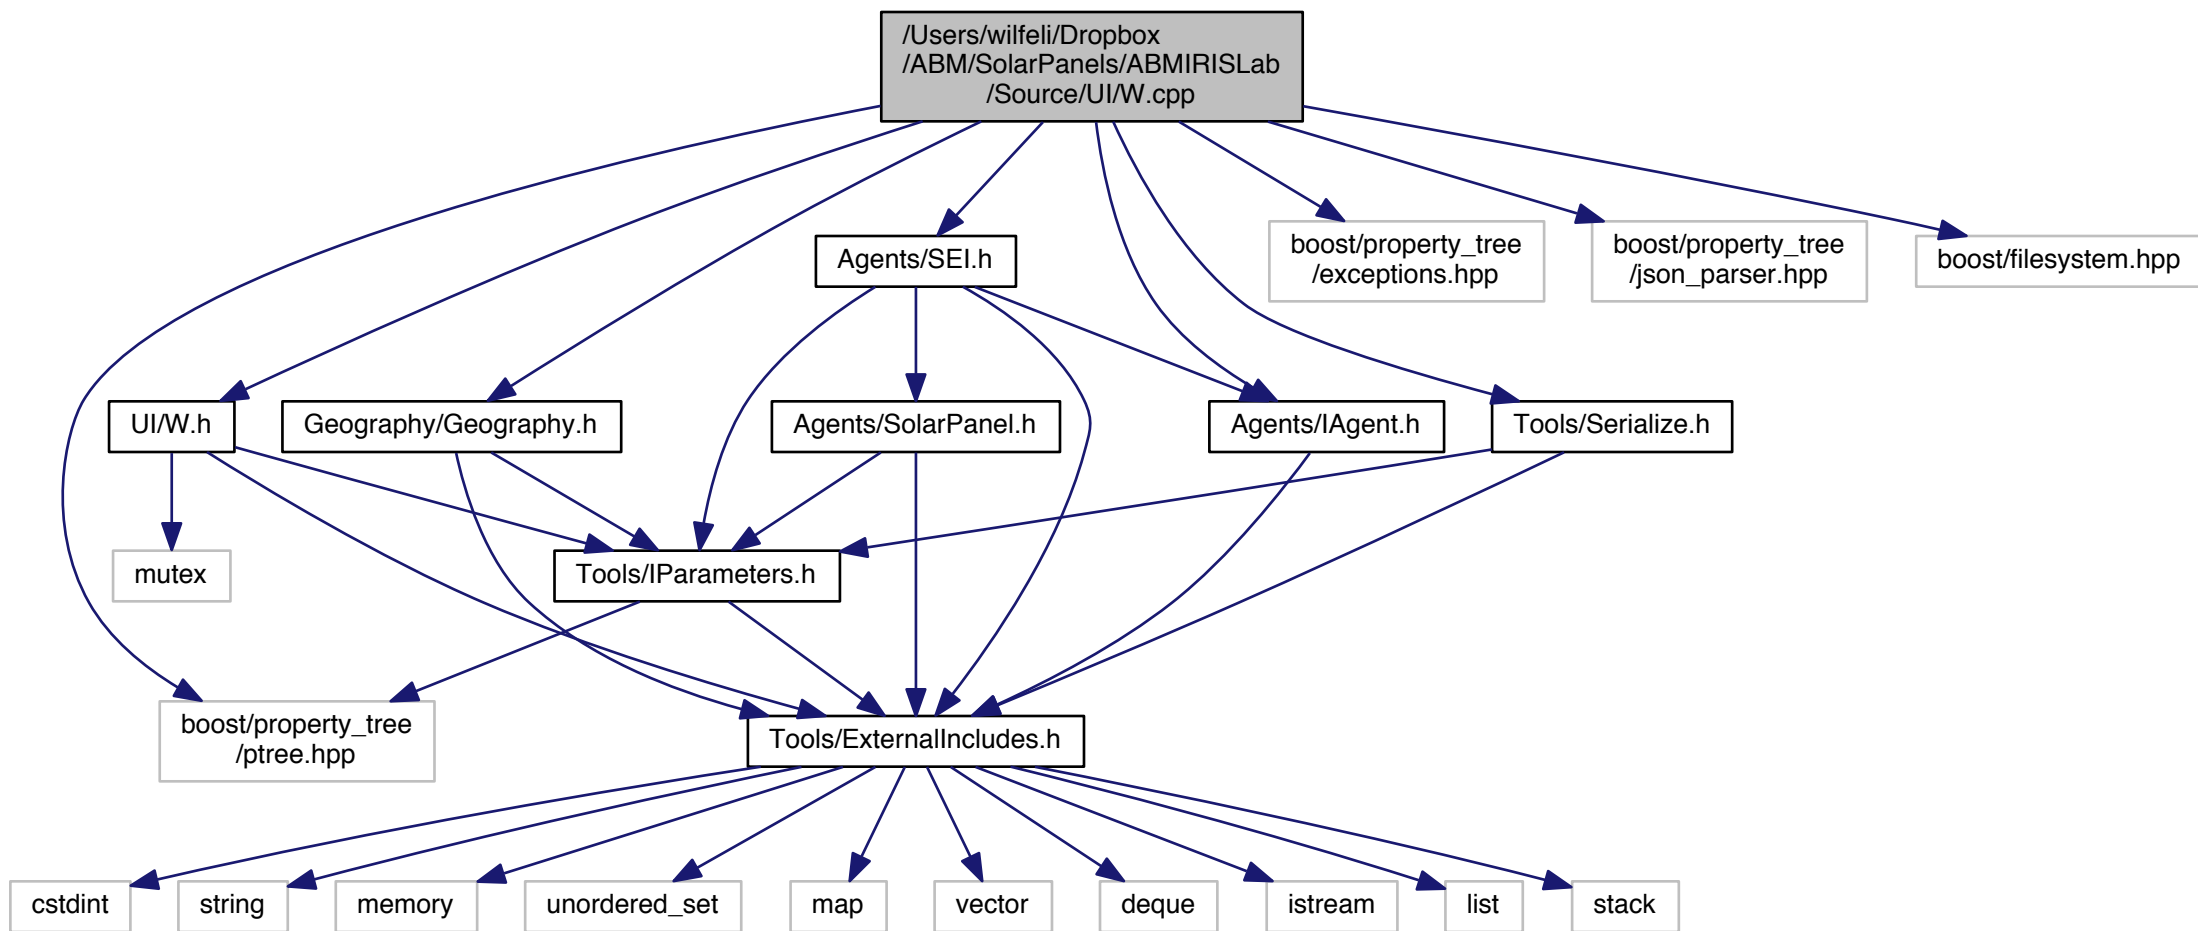 /Users/wilfeli/Dropbox
/ABM/SolarPanels/ABMIRISLab
/Source/UI/W.cpp
Agents/SEI.h
boost/property_tree
/exceptions.hpp
boost/property_tree
/json_parser.hpp
boost/filesystem.hpp
UI/W.h
Geography/Geography.h
Agents/SolarPanel.h
Agents/IAgent.h
Tools/Serialize.h
mutex
Tools/IParameters.h
boost/property_tree
/ptree.hpp
Tools/ExternalIncludes.h
cstdint
string
memory
unordered_set
map
vector
deque
istream
list
stack